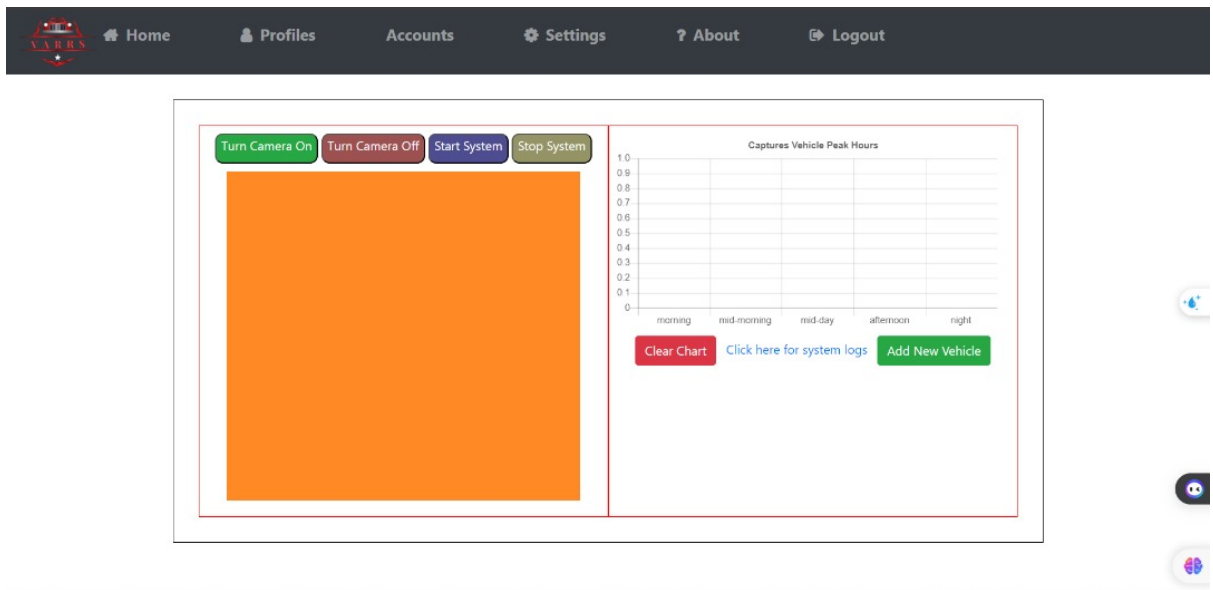 VARRS
Home Profiles Accounts Settings ? About Logout
Turn Camera On Turn Camera Off Start System Stop System
Captures Vehicle Peak Hours
1.0
0.9
0.8
0.7
0.6
0.5
0.4
0.3
0.2
0.1
0
morning mid-morning mid-day afternoon night
Clear Chart Click here for system logs Add New Vehicle